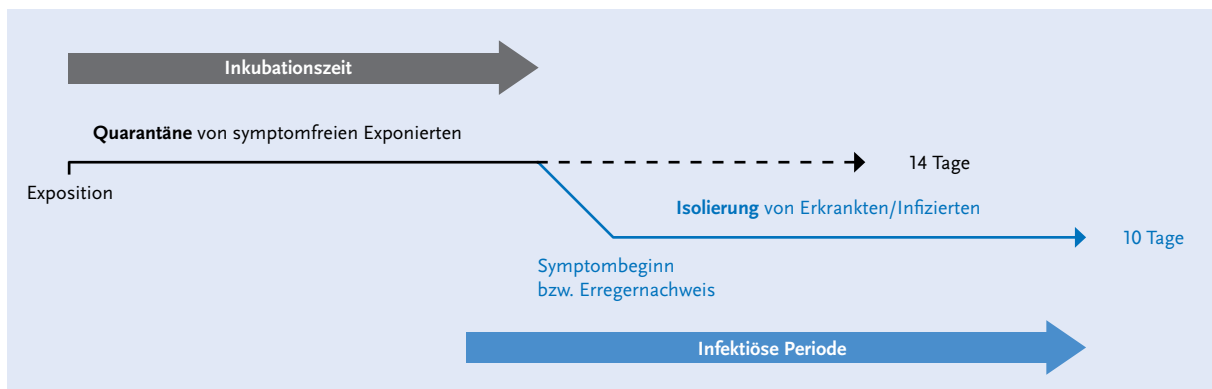 Inkubationszeit
Quarantäne von symptomfreien Exponierten
14 Tage
Exposition
Isolierung von Erkrankten/Infizierten
10 Tage
Symptombeginn
bzw. Erregernachweis
Infektiöse Periode